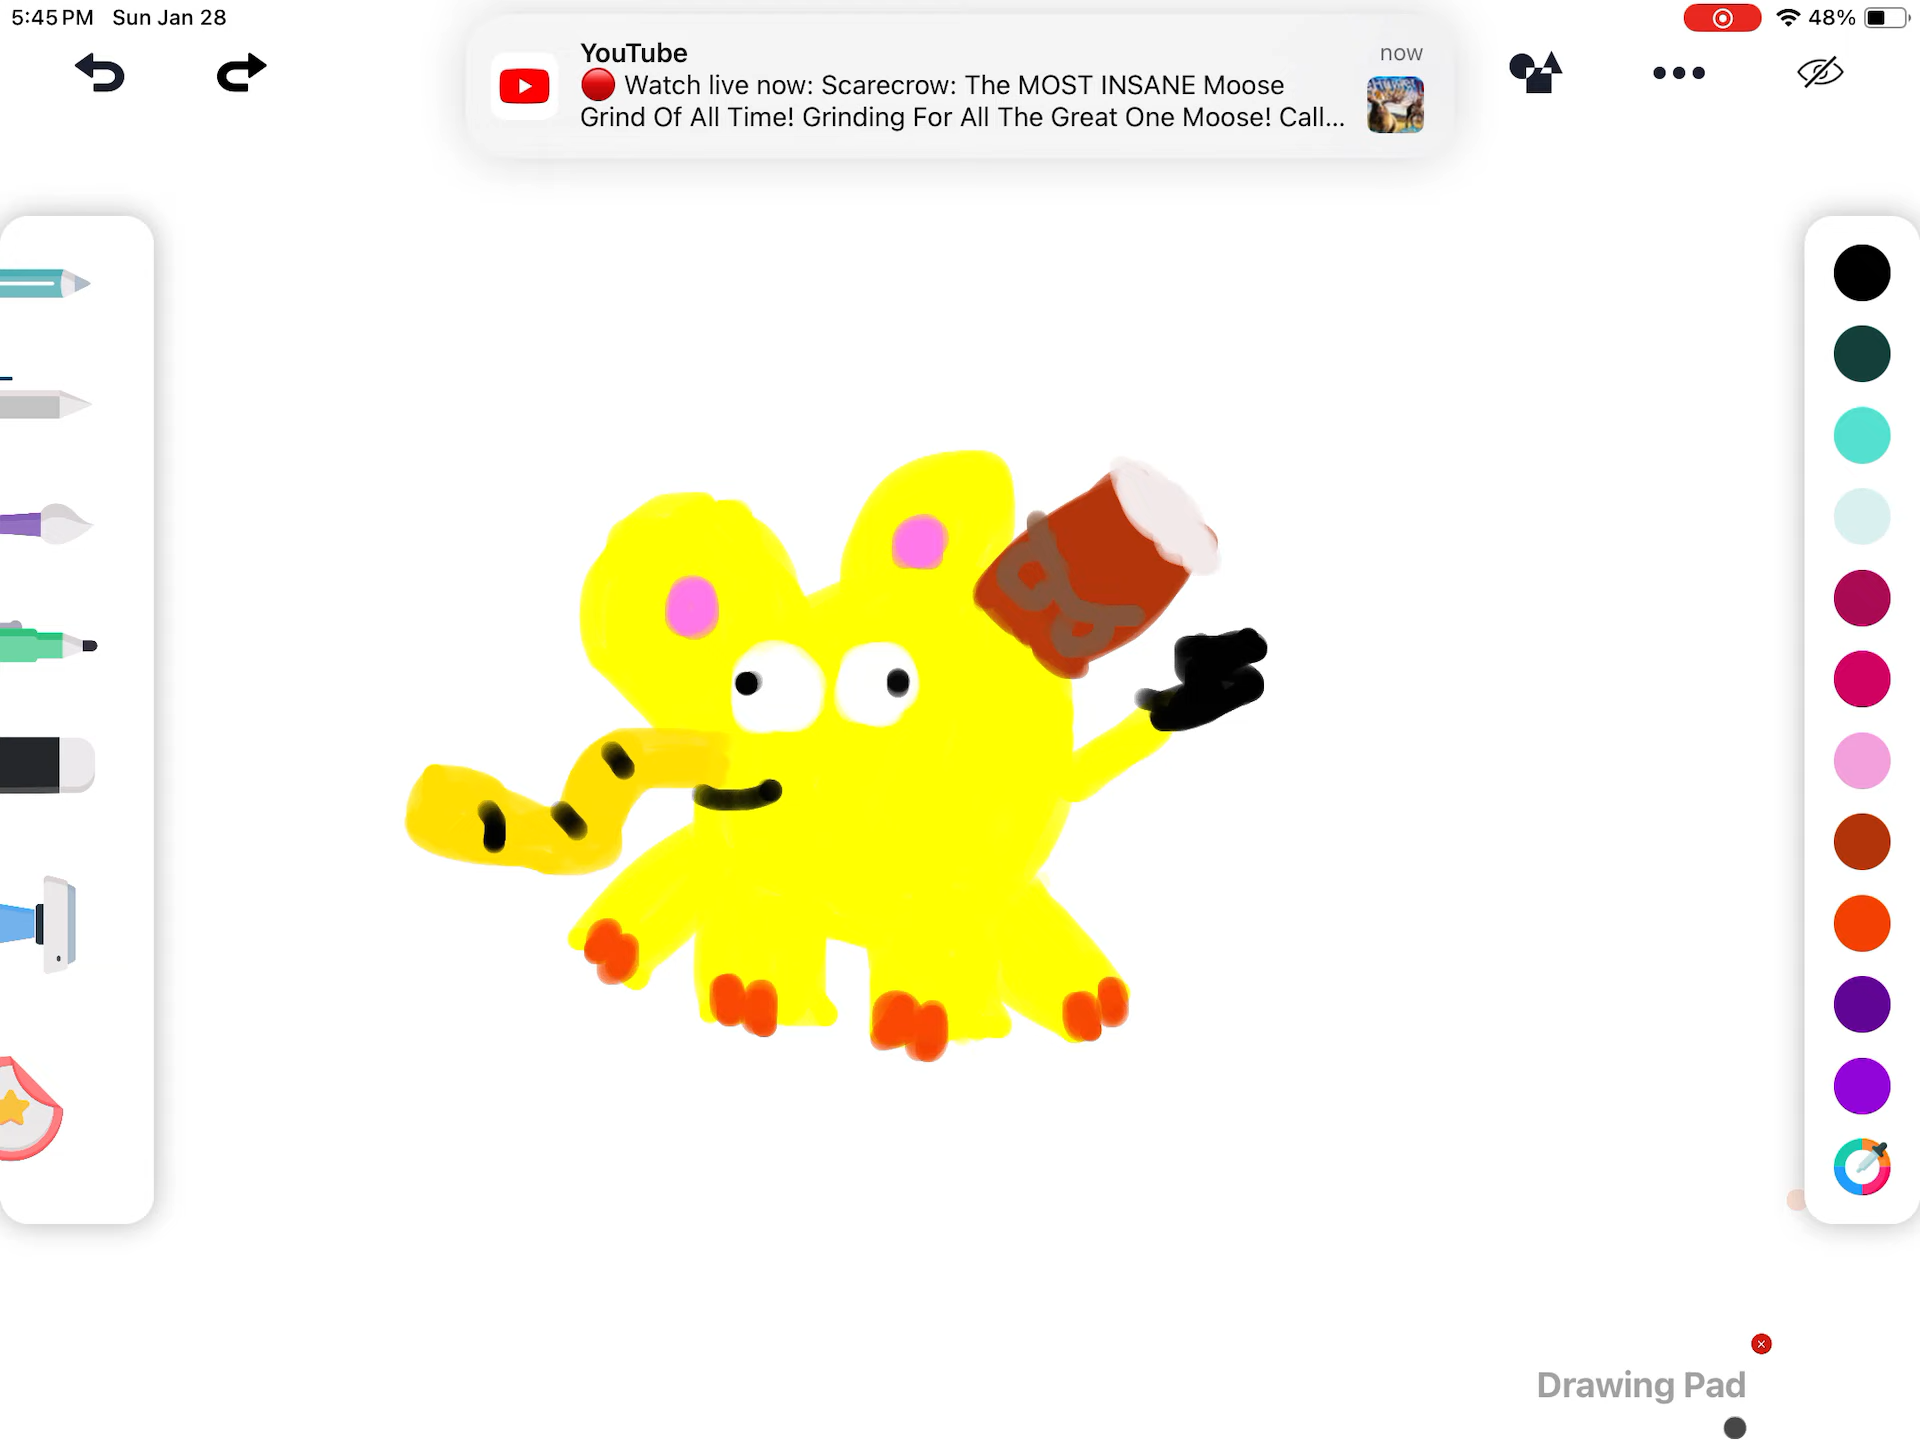 5:45 PM Sun Jan 28
48%
YouTube
now
🔴 Watch live now: Scarecrow: The MOST INSANE Moose
Grind Of All Time! Grinding For All The Great One Moose! Call...
Drawing Pad